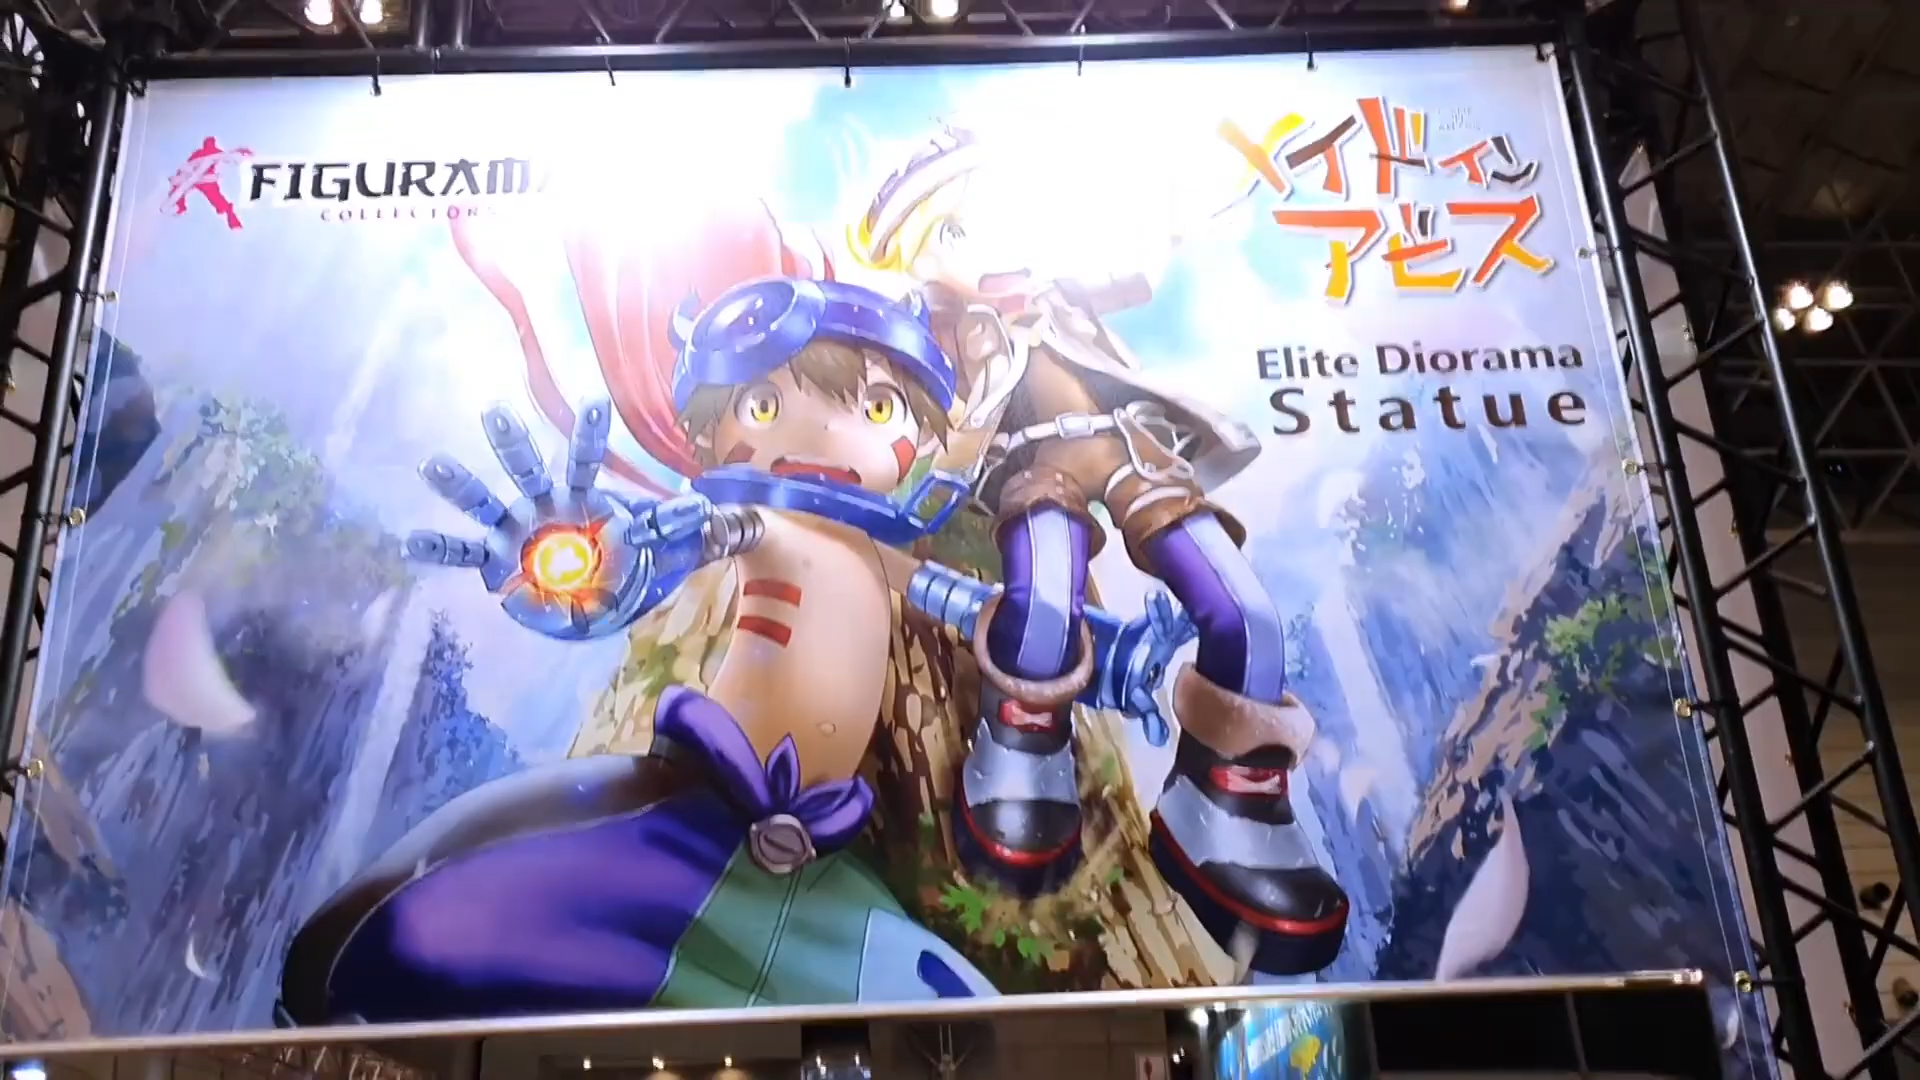 FIGURAMA
COLLECTORS
メイドイン
アビス
Elite Diorama
Statue